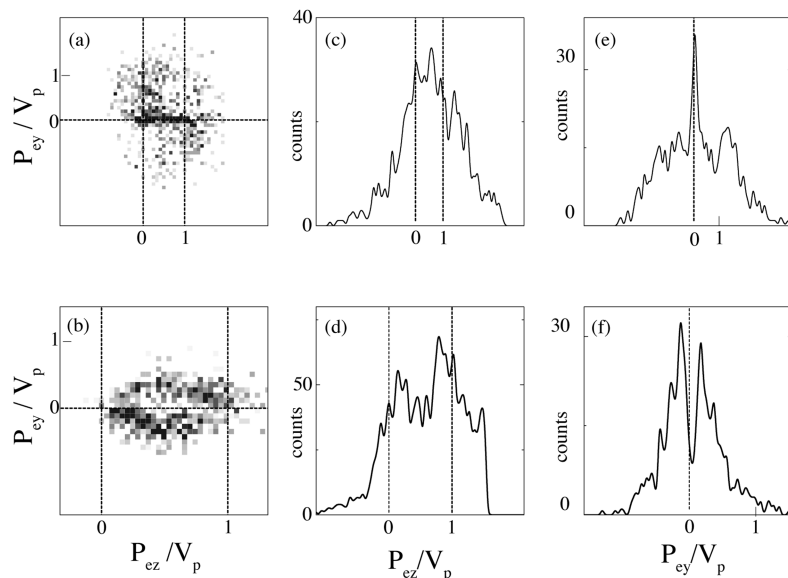 (a)
P_ey / V_p
1
0
0 1
(c)
counts
40
20
0
0 1
(e)
counts
30
0
0 1
(b)
P_ey / V_p
1
0
0 1
P_ez / V_p
(d)
counts
50
0
0 1
P_ez/V_p
(f)
counts
30
0
0 1
P_ey/V_p